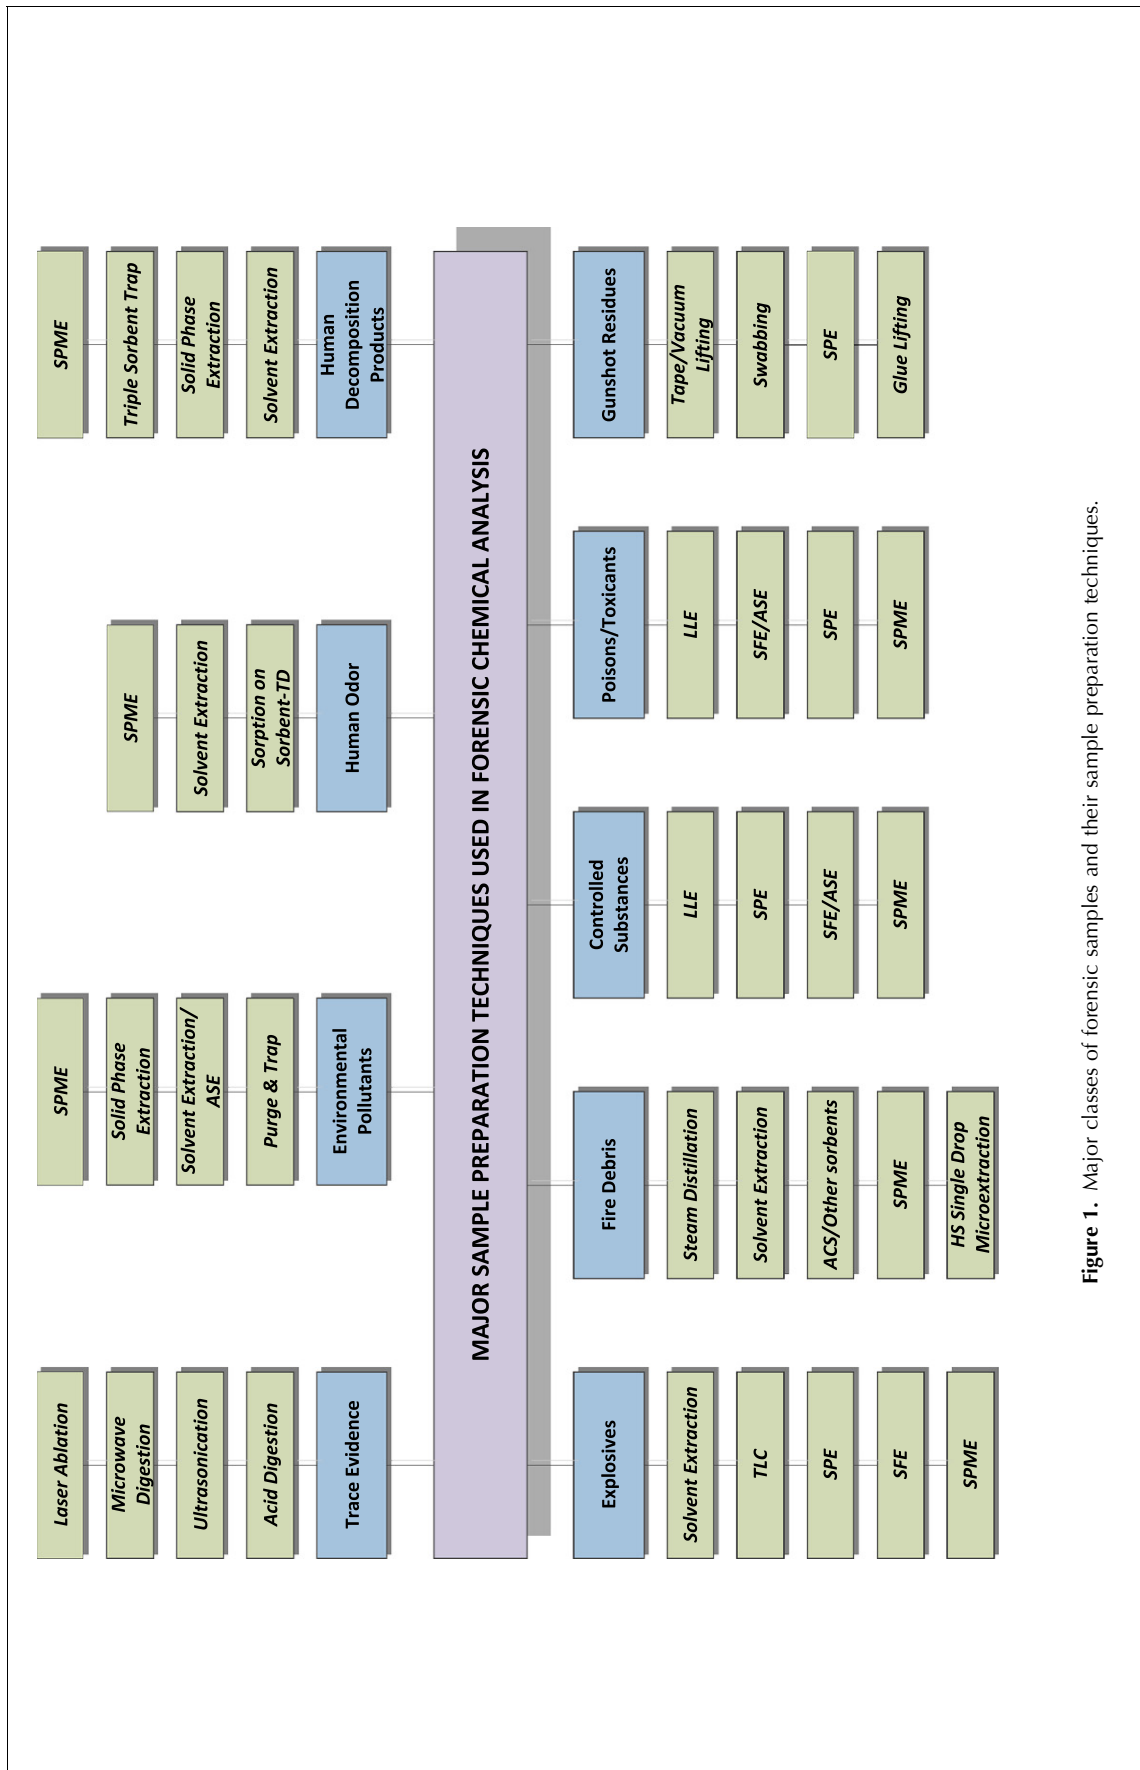 Laser Ablation
Microwave
Digestion
Ultrasonication
Acid Digestion
Trace Evidence
SPME
Solid Phase
Extraction
Solvent Extraction/
ASE
Purge & Trap
Environmental
Pollutants
SPME
Solvent Extraction
Sorption on
Sorbent-TD
Human Odor
SPME
Triple Sorbent Trap
Solid Phase
Extraction
Solvent Extraction
Human
Decomposition
Products
MAJOR SAMPLE PREPARATION TECHNIQUES USED IN FORENSIC CHEMICAL ANALYSIS
Explosives
Solvent Extraction
TLC
SPE
SFE
SPME
Fire Debris
Steam Distillation
Solvent Extraction
ACS/Other sorbents
SPME
HS Single Drop
Microextraction
Controlled
Substances
LLE
SPE
SFE/ASE
SPME
Poisons/Toxicants
LLE
SFE/ASE
SPE
SPME
Gunshot Residues
Tape/Vacuum
Lifting
Swabbing
SPE
Glue Lifting
Figure 1. Major classes of forensic samples and their sample preparation techniques.